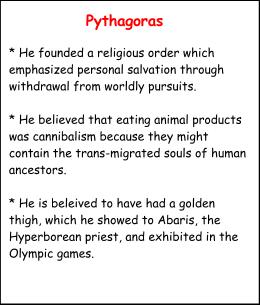 Pythagoras
* He founded a religious order which
emphasized personal salvation through
withdrawal from worldly pursuits.
* He believed that eating animal products
was cannibalism because they might
contain the trans-migrated souls of human
ancestors.
* He is beleived to have had a golden
thigh, which he showed to Abaris, the
Hyperborean priest, and exhibited in the
Olympic games.